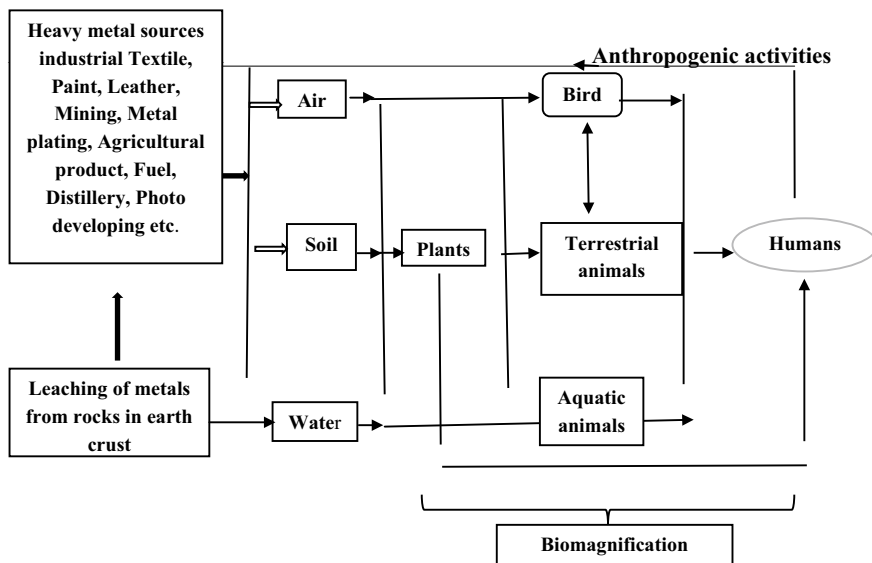 Heavy metal sources
industrial Textile,
Paint, Leather,
Mining, Metal
plating, Agricultural
product, Fuel,
Distillery, Photo
developing etc.
Anthropogenic activities
Air
Bird
Soil
Plants
Terrestrial
animals
Humans
Leaching of metals
from rocks in earth
crust
Water
Aquatic
animals
Biomagnification